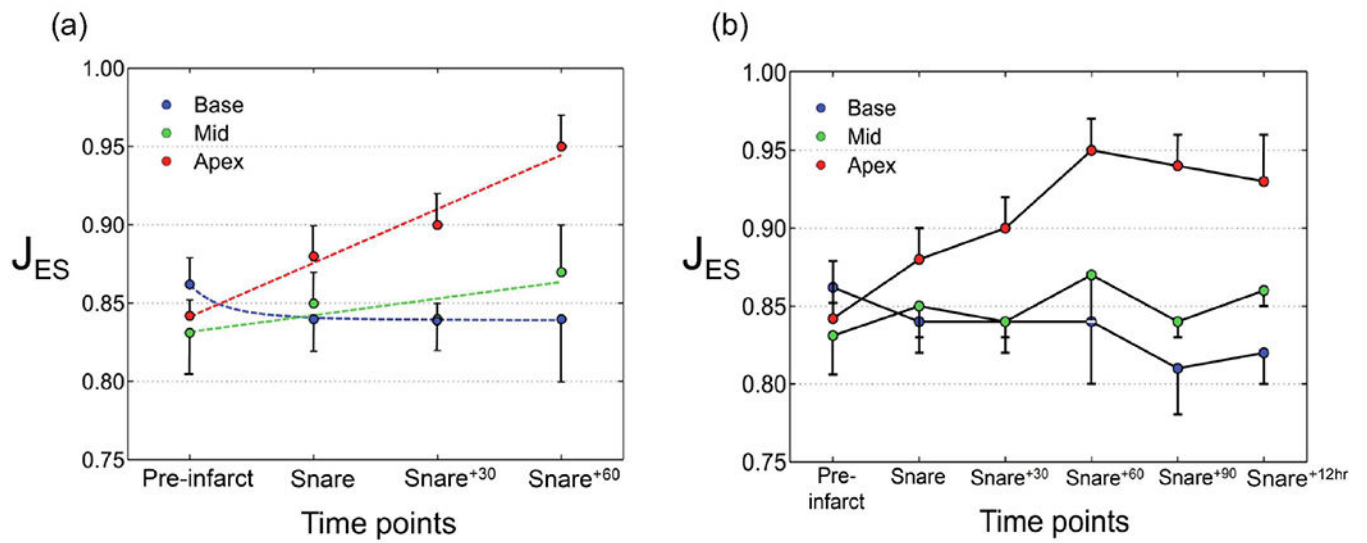 (a)
1.00
0.95
0.90
0.85
0.80
0.75
J_ES
Base
Mid
Apex
Pre-infarct Snare Snare⁺³⁰ Snare⁺⁶⁰
Time points
(b)
1.00
0.95
0.90
0.85
0.80
0.75
J_ES
Base
Mid
Apex
Pre-
infarct
Snare Snare⁺³⁰ Snare⁺⁶⁰ Snare⁺⁹⁰ Snare⁺¹²ʰʳ
Time points